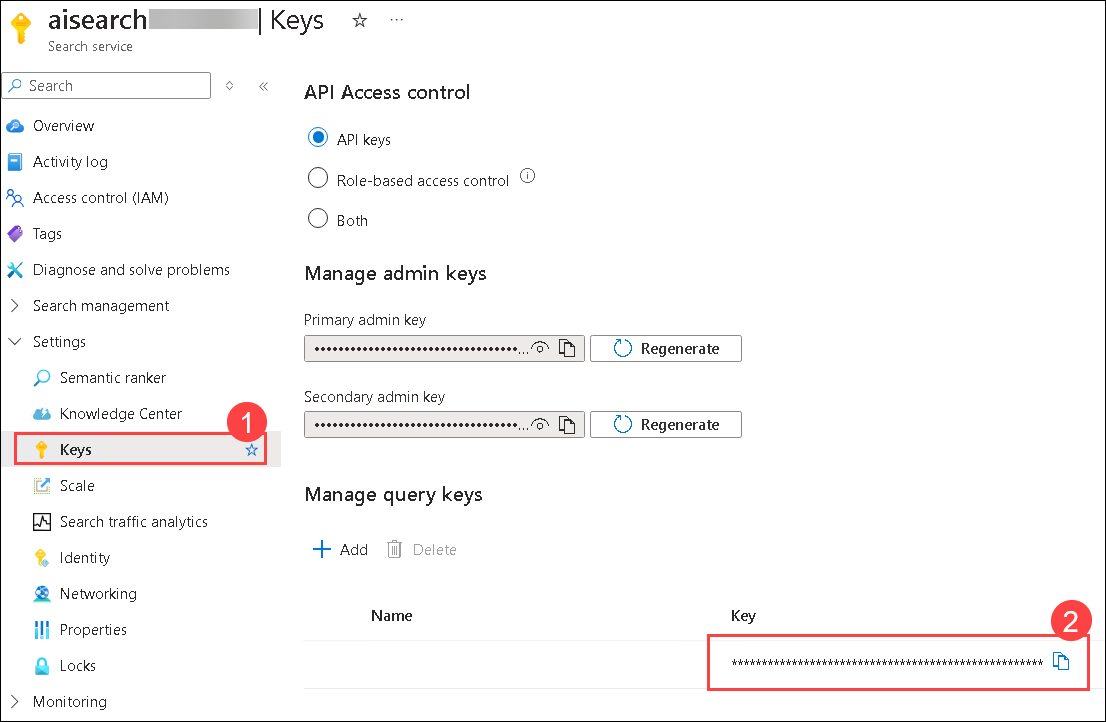 aisearch | Keys
Search service
Search
Overview
Activity log
Access control (IAM)
Tags
Diagnose and solve problems
Search management
Settings
Semantic ranker
Knowledge Center
1
Keys
Scale
Search traffic analytics
Identity
Networking
Properties
Locks
Monitoring
API Access control
API keys
Role-based access control
Both
Manage admin keys
Primary admin key
••••••••••••••••••••••••••••••••••... Regenerate
Secondary admin key
••••••••••••••••••••••••••••••••••... Regenerate
Manage query keys
Add Delete
Name Key
2
****************************************************